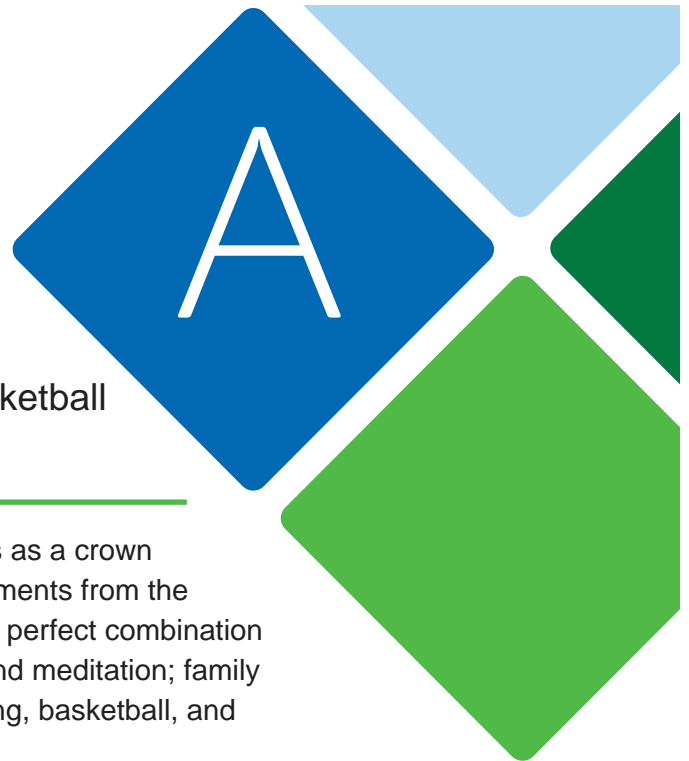 A
ketball
s as a crown
ments from the
perfect combination
nd meditation; family
ng, basketball, and